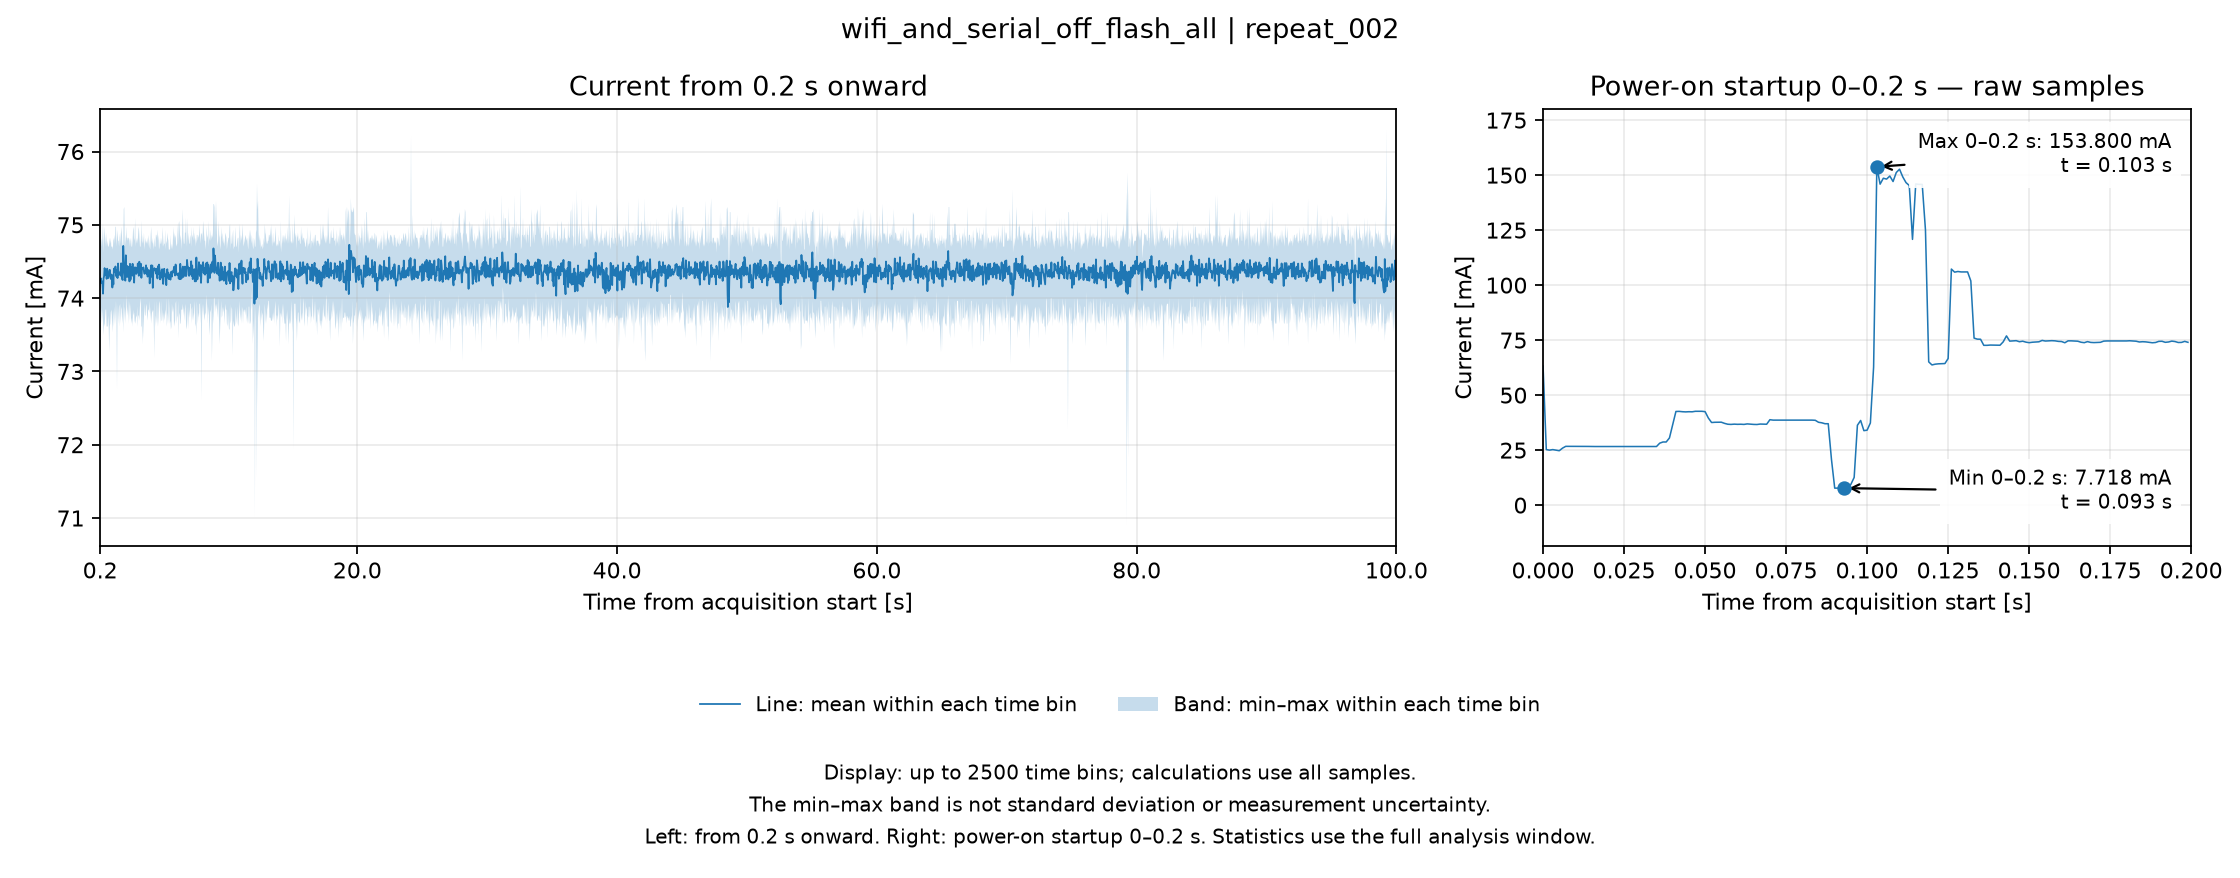 wifi_and_serial_off_flash_all | repeat_002
Current from 0.2 s onward
Current [mA]
76
75
74
73
72
71
0.2 20.0 40.0 60.0 80.0 100.0
Time from acquisition start [s]
Power-on startup 0–0.2 s — raw samples
Current [mA]
175
150
125
100
75
50
25
0
Max 0–0.2 s: 153.800 mA
t = 0.103 s
Min 0–0.2 s: 7.718 mA
t = 0.093 s
0.000 0.025 0.050 0.075 0.100 0.125 0.150 0.175 0.200
Time from acquisition start [s]
Line: mean within each time bin
Band: min–max within each time bin
Display: up to 2500 time bins; calculations use all samples.
The min–max band is not standard deviation or measurement uncertainty.
Left: from 0.2 s onward. Right: power-on startup 0–0.2 s. Statistics use the full analysis window.